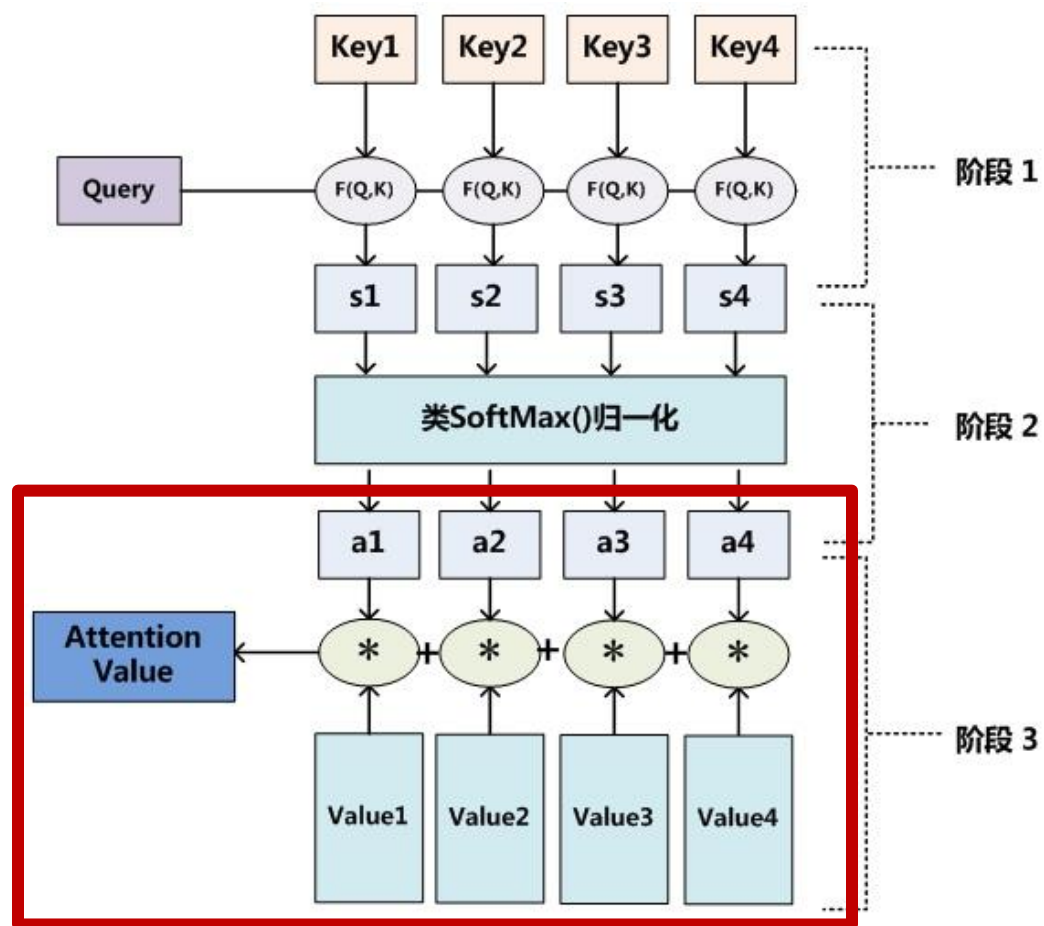 Key1 Key2 Key3 Key4
阶段 1
Query F(Q,K) F(Q,K) F(Q,K) F(Q,K)
s1 s2 s3 s4
类SoftMax()归一化
阶段 2
a1 a2 a3 a4
Attention
Value
* + * + * + *
阶段 3
Value1 Value2 Value3 Value4